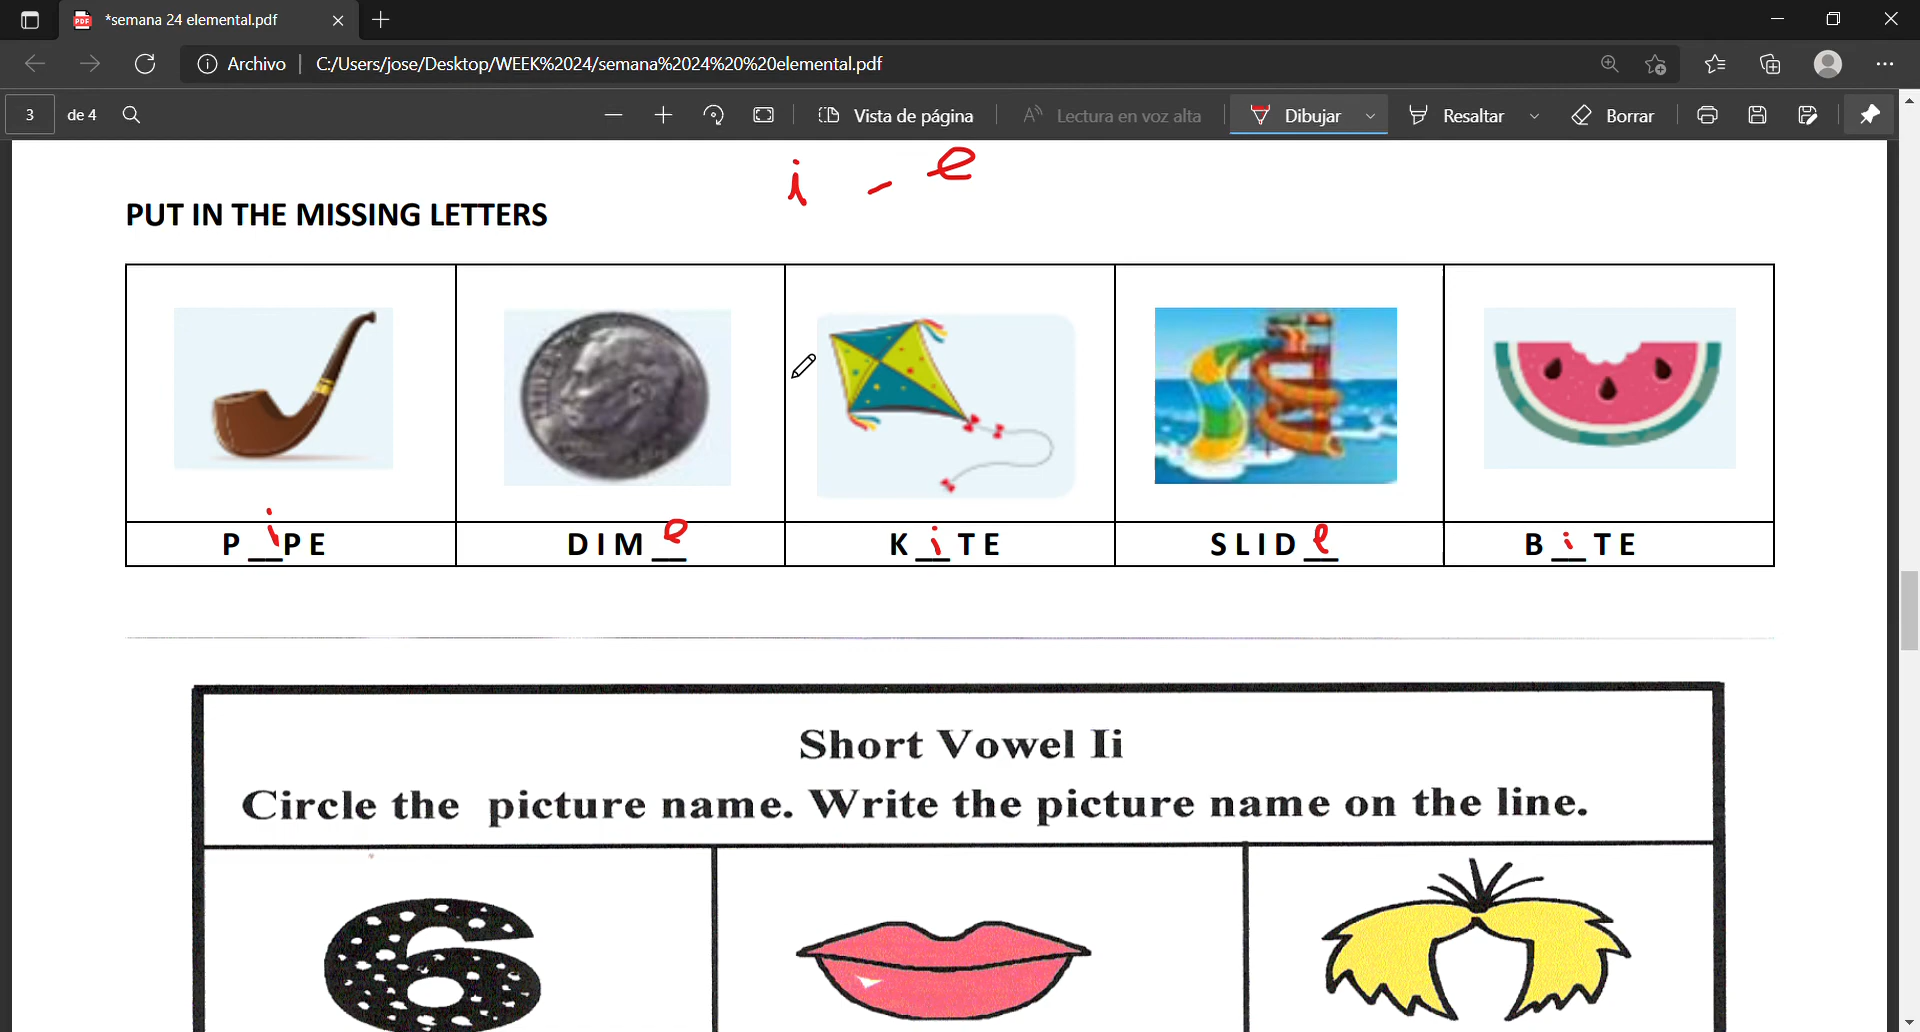 *semana 24 elemental.pdf
Archivo | C:/Users/jose/Desktop/WEEK%2024/semana%2024%20%20elemental.pdf
3 de 4 Vista de página Lectura en voz alta Dibujar Resaltar Borrar
i - e
PUT IN THE MISSING LETTERS
P i P E
D I M e
K i T E
S L I D e
B i T E
Short Vowel Ii
Circle the picture name. Write the picture name on the line.
6